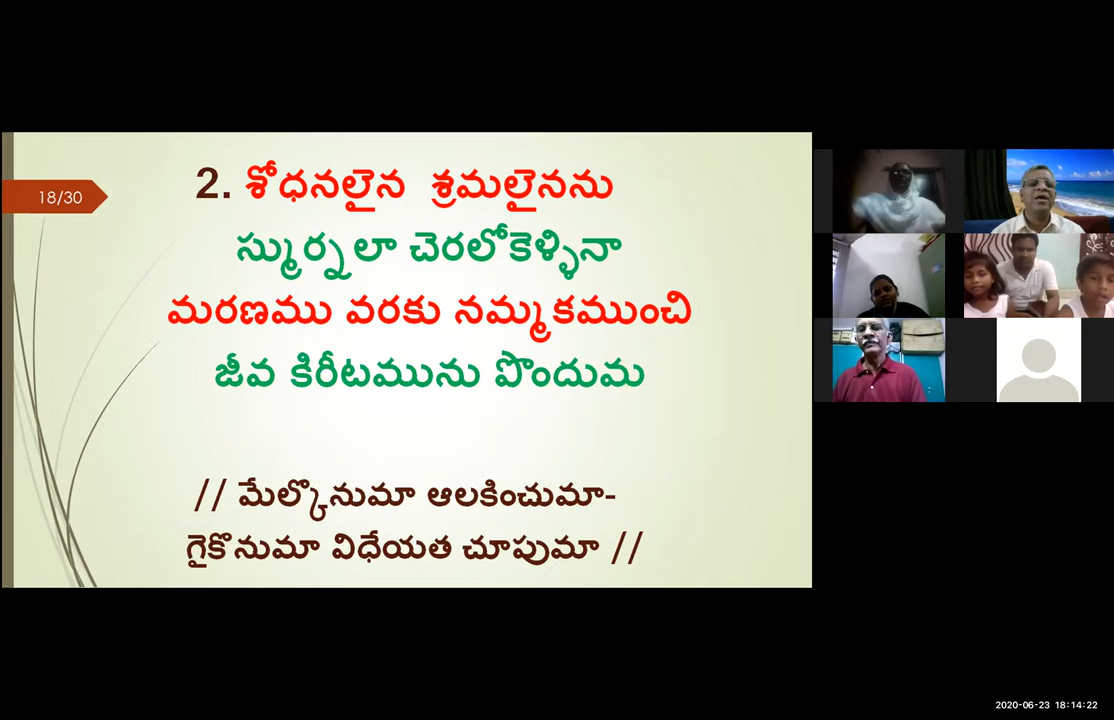 18/30
2. శోధనలైన శ్రమలైనను
స్ముర్నలా చెరలోకెళ్ళినా
మరణము వరకు నమ్మకముంచి
జీవ కిరీటమును పొందుమ
// మేల్కొనుమా ఆలకించుమా-
గైకొనుమా విధేయత చూపుమా //
2020-06-23 18:14:22